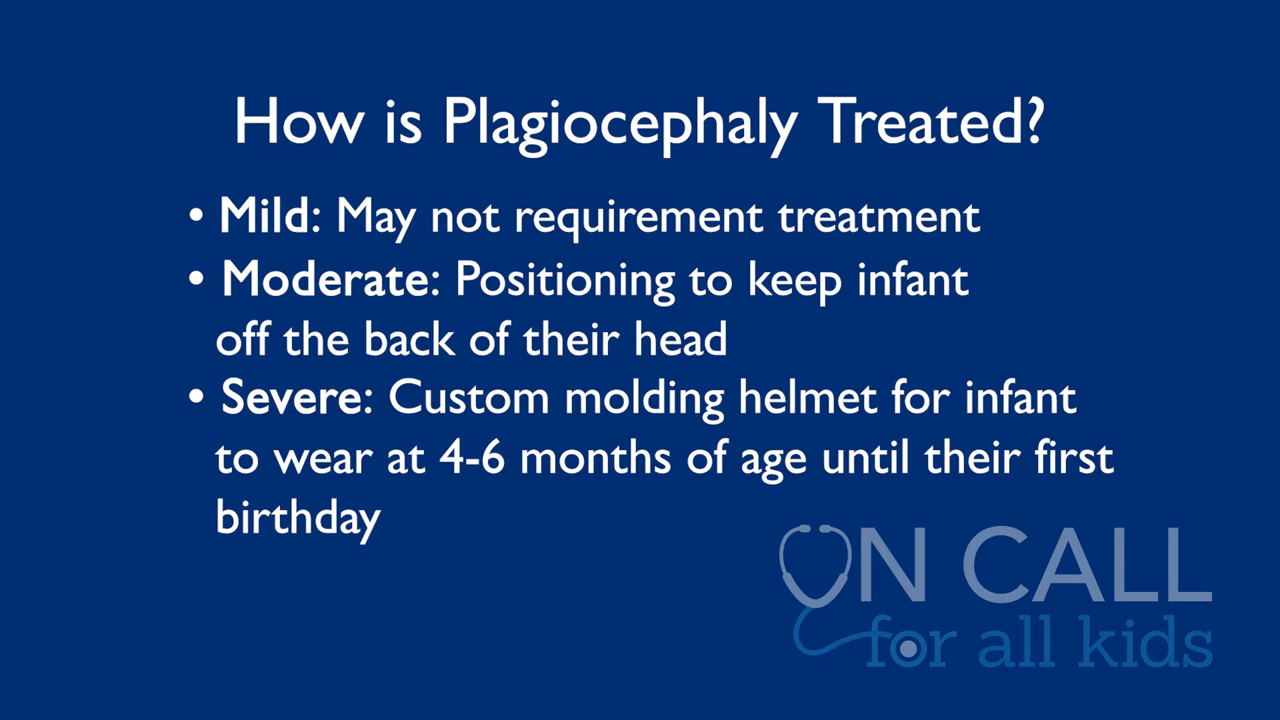 How is Plagiocephaly Treated?
• Mild: May not requirement treatment
• Moderate: Positioning to keep infant
off the back of their head
• Severe: Custom molding helmet for infant
to wear at 4-6 months of age until their first
birthday
ON CALL
for all kids